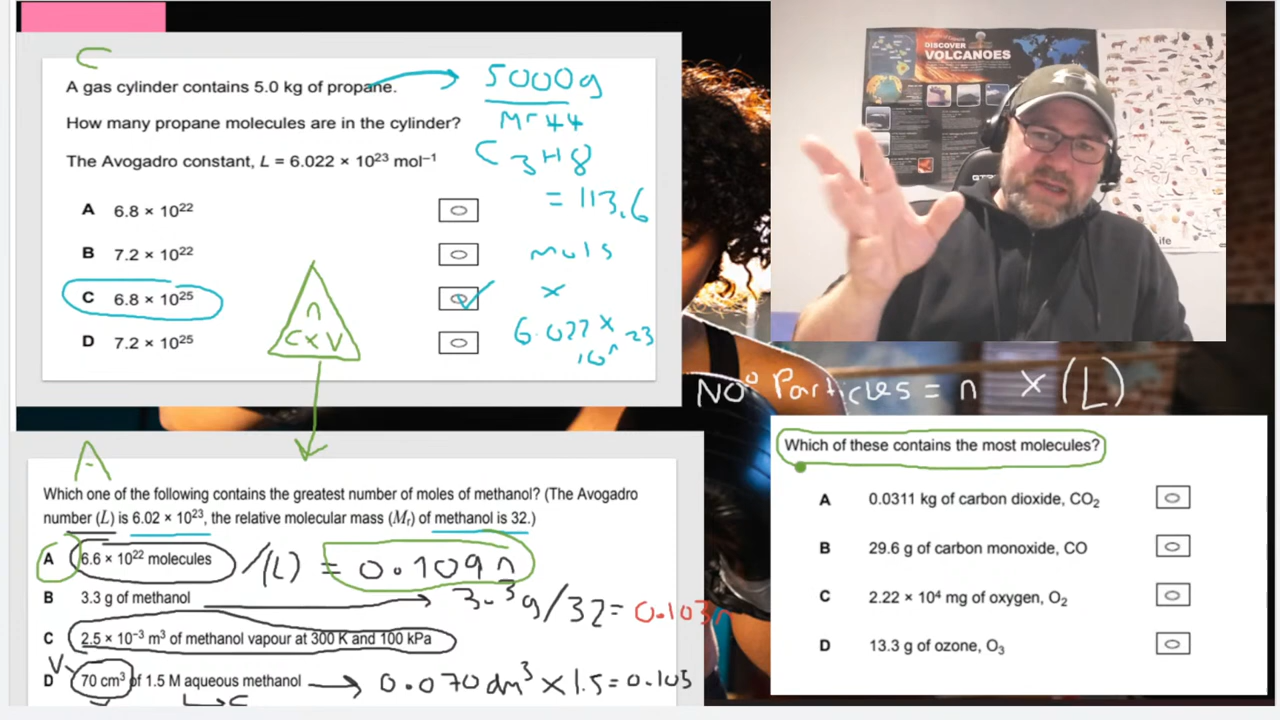 C
A gas cylinder contains 5.0 kg of propane.
How many propane molecules are in the cylinder?
The Avogadro constant, L = 6.022 × 10²³ mol⁻¹
A 6.8 × 10²²
B 7.2 × 10²²
C 6.8 × 10²⁵
D 7.2 × 10²⁵
n
C x V
5000g
Mr 44
C3H8
= 113.6
mols
x
6.022 x
10^23
DISCOVER
VOLCANOES
GT
ife
NO° Particles = n x (L)
A
Which one of the following contains the greatest number of moles of methanol? (The Avogadro
number (L) is 6.02 × 10²³, the relative molecular mass (Mr) of methanol is 32.)
A 6.6 × 10²² molecules /(L) = 0.109 n
B 3.3 g of methanol 3.3g/32 = 0.103n
C 2.5 × 10⁻³ m³ of methanol vapour at 300 K and 100 kPa
V
D 70 cm³ of 1.5 M aqueous methanol 0.070 dm³ x 1.5 = 0.105
C
Which of these contains the most molecules?
A 0.0311 kg of carbon dioxide, CO₂
B 29.6 g of carbon monoxide, CO
C 2.22 × 10⁴ mg of oxygen, O₂
D 13.3 g of ozone, O₃